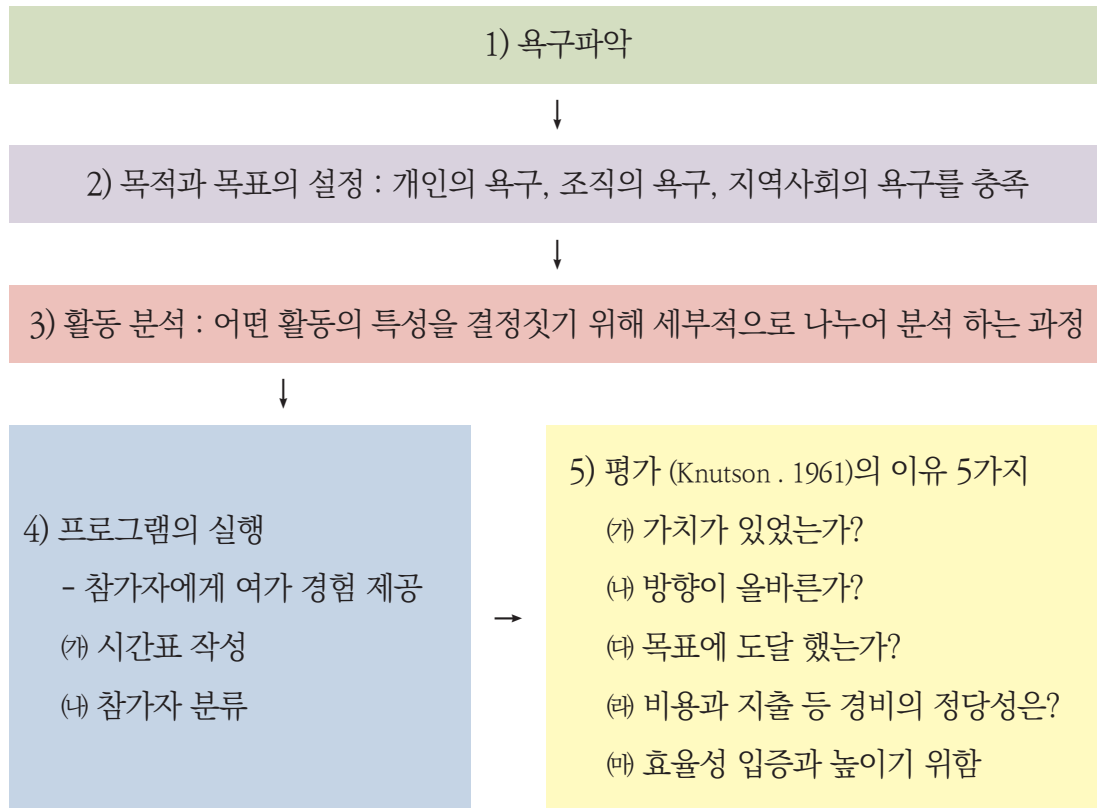 1) 욕구파악
↓
2) 목적과 목표의 설정 : 개인의 욕구, 조직의 욕구, 지역사회의 욕구를 충족
↓
3) 활동 분석 : 어떤 활동의 특성을 결정짓기 위해 세부적으로 나누어 분석 하는 과정
↓
4) 프로그램의 실행
- 참가자에게 여가 경험 제공
㈎ 시간표 작성
㈏ 참가자 분류
→
5) 평가 (Knutson . 1961)의 이유 5가지
㈎ 가치가 있었는가?
㈏ 방향이 올바른가?
㈐ 목표에 도달 했는가?
㈑ 비용과 지출 등 경비의 정당성은?
㈒ 효율성 입증과 높이기 위함